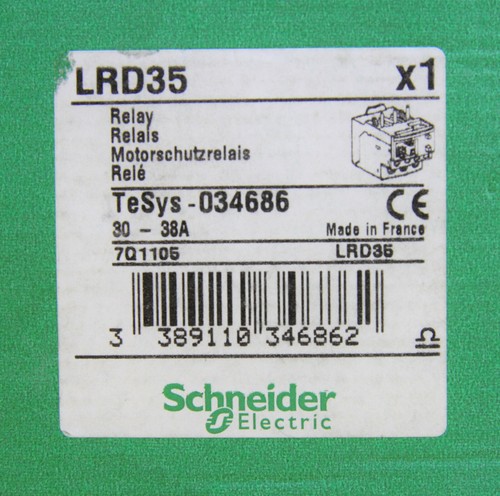 LRD35 x1
Relay
Relais
Motorschutzrelais
Relé
TeSys - 034686 CE
30 - 38A Made in France
7Q1105 LRD35
3 389110 346862
Schneider
Electric